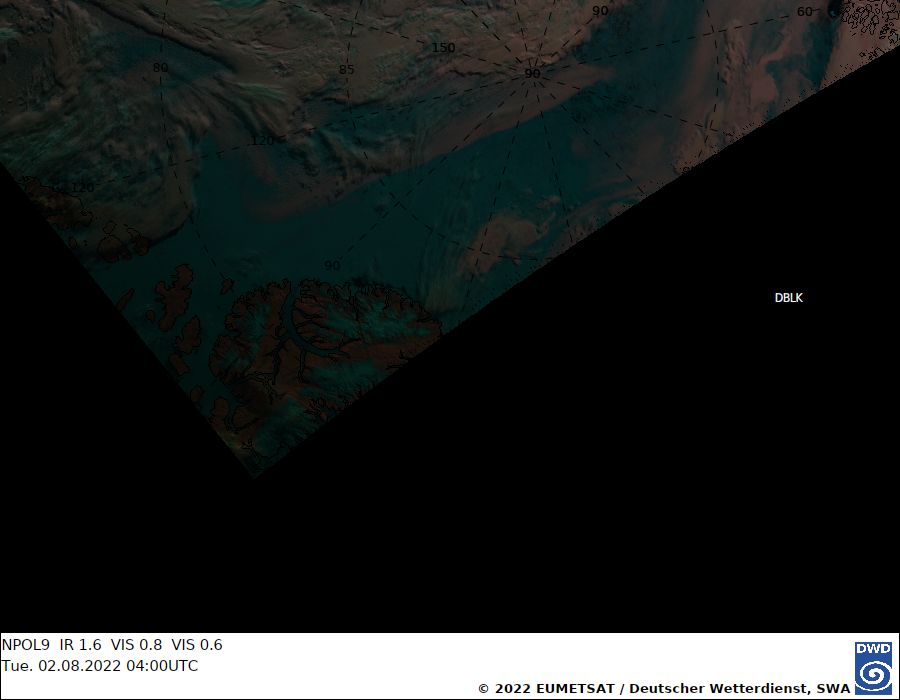 90
60
150
80
85
90
120
120
90
DBLK
NPOL9 IR 1.6 VIS 0.8 VIS 0.6
Tue. 02.08.2022 04:00UTC
DWD
© 2022 EUMETSAT / Deutscher Wetterdienst, SWA